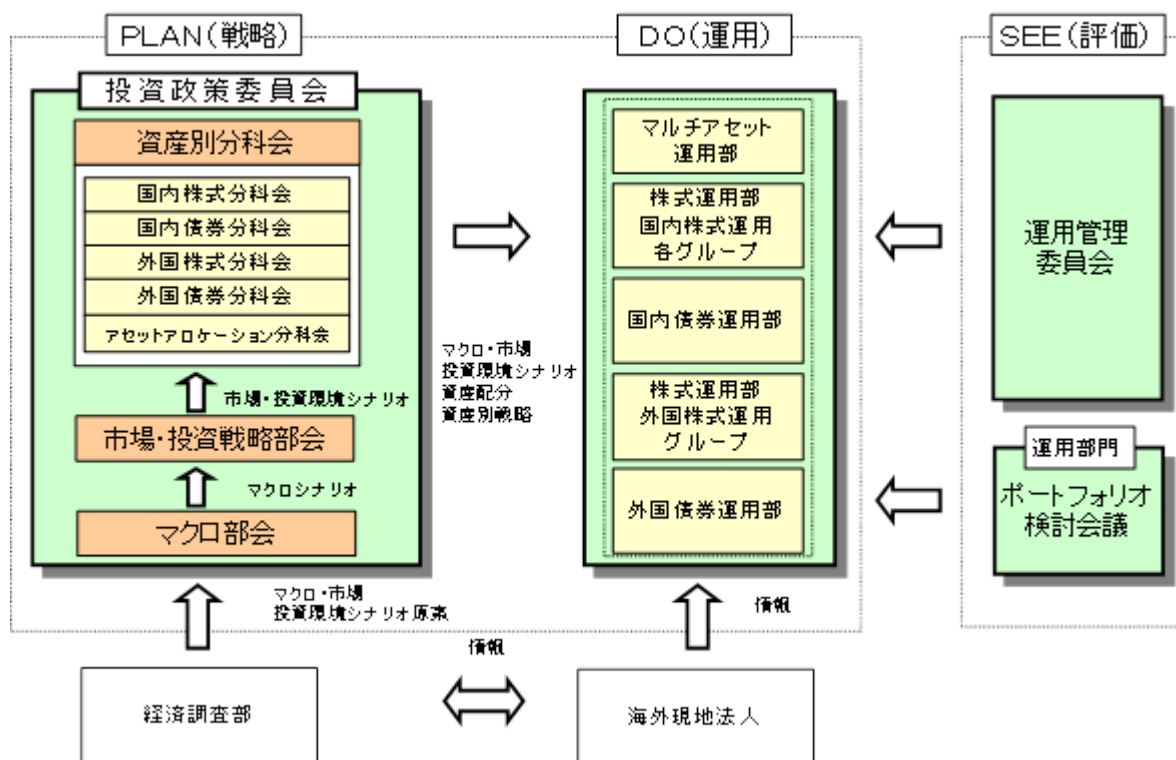 PLAN(戦略)
投資政策委員会
資産別分科会
国内株式分科会
国内債券分科会
外国株式分科会
外国債券分科会
アセットアロケーション分科会
市場・投資環境シナリオ
市場・投資戦略部会
マクロシナリオ
マクロ部会
マクロ・市場
投資環境シナリオ原案
経済調査部
マクロ・市場
投資環境シナリオ
資産配分
資産別戦略
情報
DO(運用)
マルチアセット
運用部
株式運用部
国内株式運用
各グループ
国内債券運用部
株式運用部
外国株式運用
グループ
外国債券運用部
情報
海外現地法人
SEE(評価)
運用管理
委員会
運用部門
ポートフォリオ
検討会議